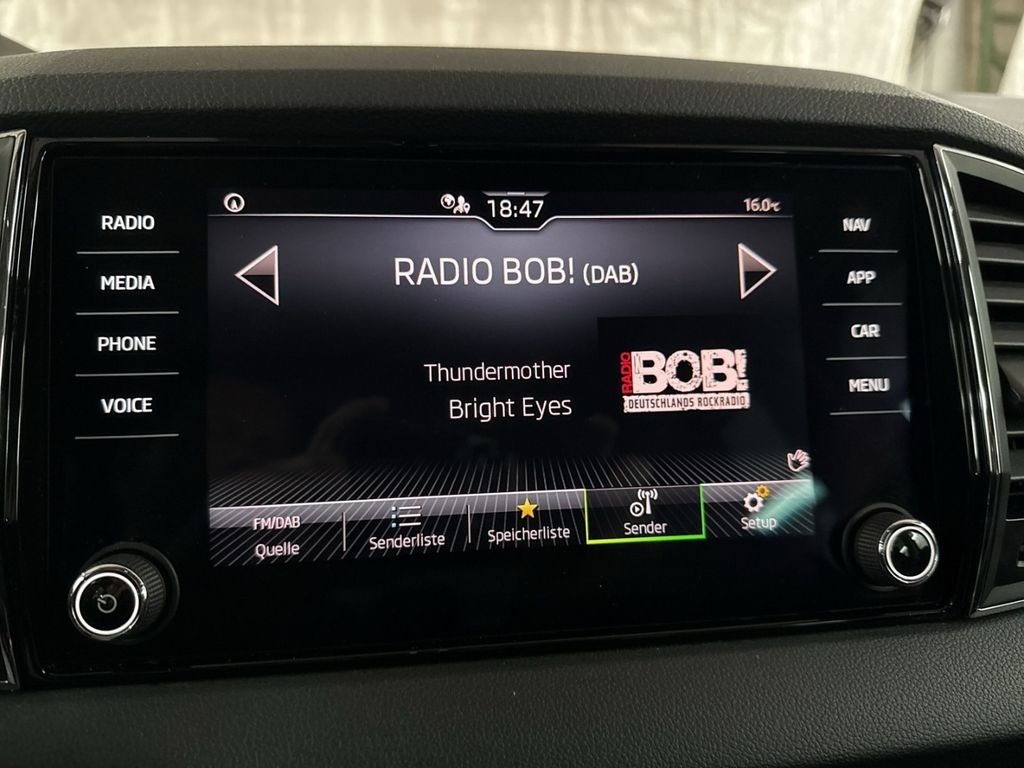 RADIO
MEDIA
PHONE
VOICE
18:47
16.0°C
RADIO BOB! (DAB)
Thundermother
Bright Eyes
RADIO
BOB!
DEUTSCHLANDS ROCKRADIO
FM/DAB
Quelle
Senderliste
Speicherliste
Sender
Setup
NAV
APP
CAR
MENU